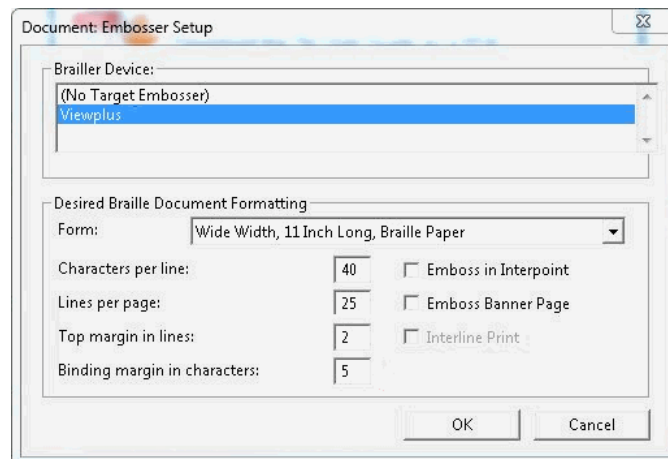 Document: Embosser Setup
Brailler Device:
(No Target Embosser)
Viewplus
Desired Braille Document Formatting
Form: Wide Width, 11 Inch Long, Braille Paper
Characters per line: 40 Emboss in Interpoint
Lines per page: 25 Emboss Banner Page
Top margin in lines: 2 Interline Print
Binding margin in characters: 5
OK Cancel